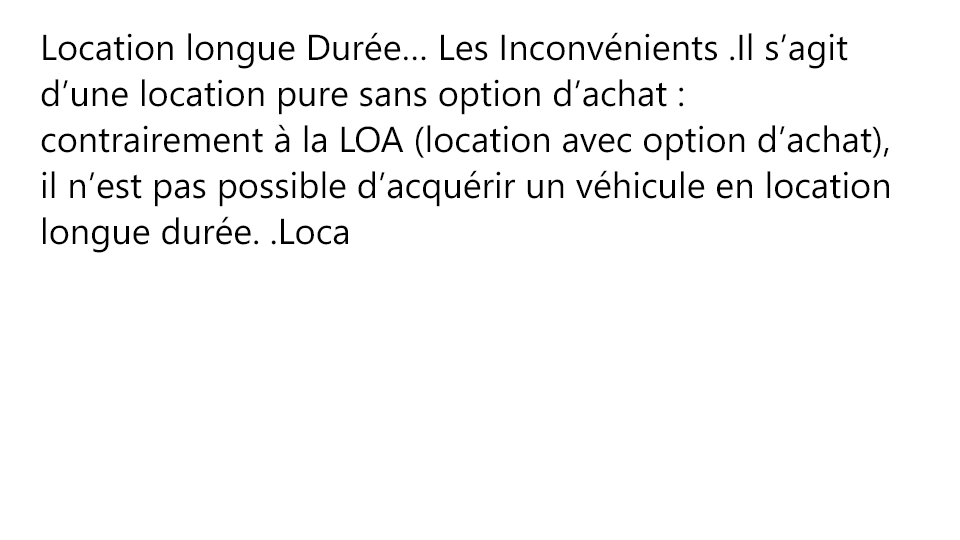 Location longue Durée... Les Inconvénients .Il s’agit
d’une location pure sans option d’achat :
contrairement à la LOA (location avec option d’achat),
il n’est pas possible d’acquérir un véhicule en location
longue durée. .Loca